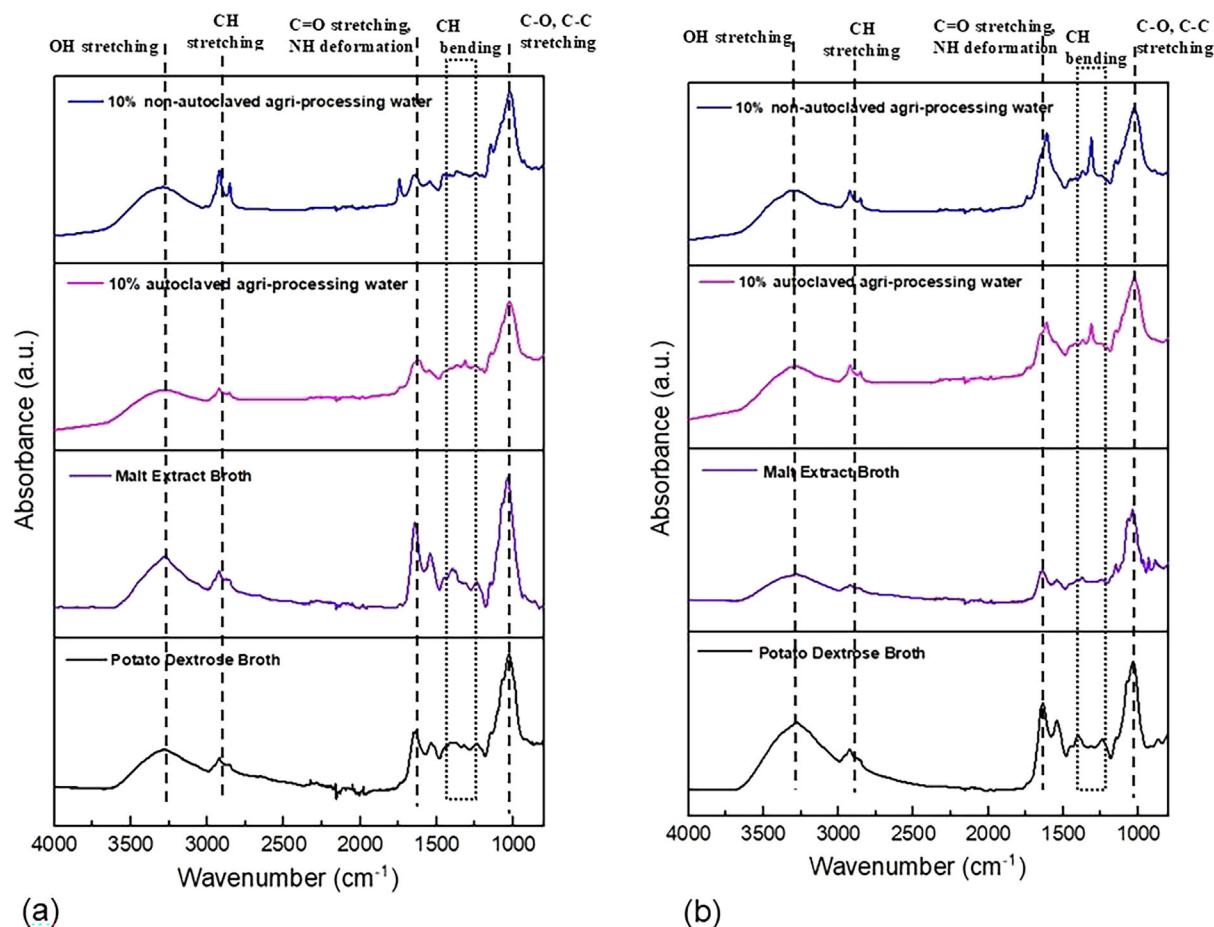 OH stretching
CH
stretching
C=O stretching,
NH deformation
CH
bending
C-O, C-C
stretching
10% non-autoclaved agri-processing water
10% autoclaved agri-processing water
Malt Extract Broth
Potato Dextrose Broth
Absorbance (a.u.)
4000 3500 3000 2500 2000 1500 1000
Wavenumber (cm⁻¹)
(a)
OH stretching
CH
stretching
C=O stretching,
NH deformation
CH
bending
C-O, C-C
stretching
10% non-autoclaved agri-processing water
10% autoclaved agri-processing water
Malt Extract Broth
Potato Dextrose Broth
Absorbance (a.u.)
4000 3500 3000 2500 2000 1500 1000
Wavenumber (cm⁻¹)
(b)